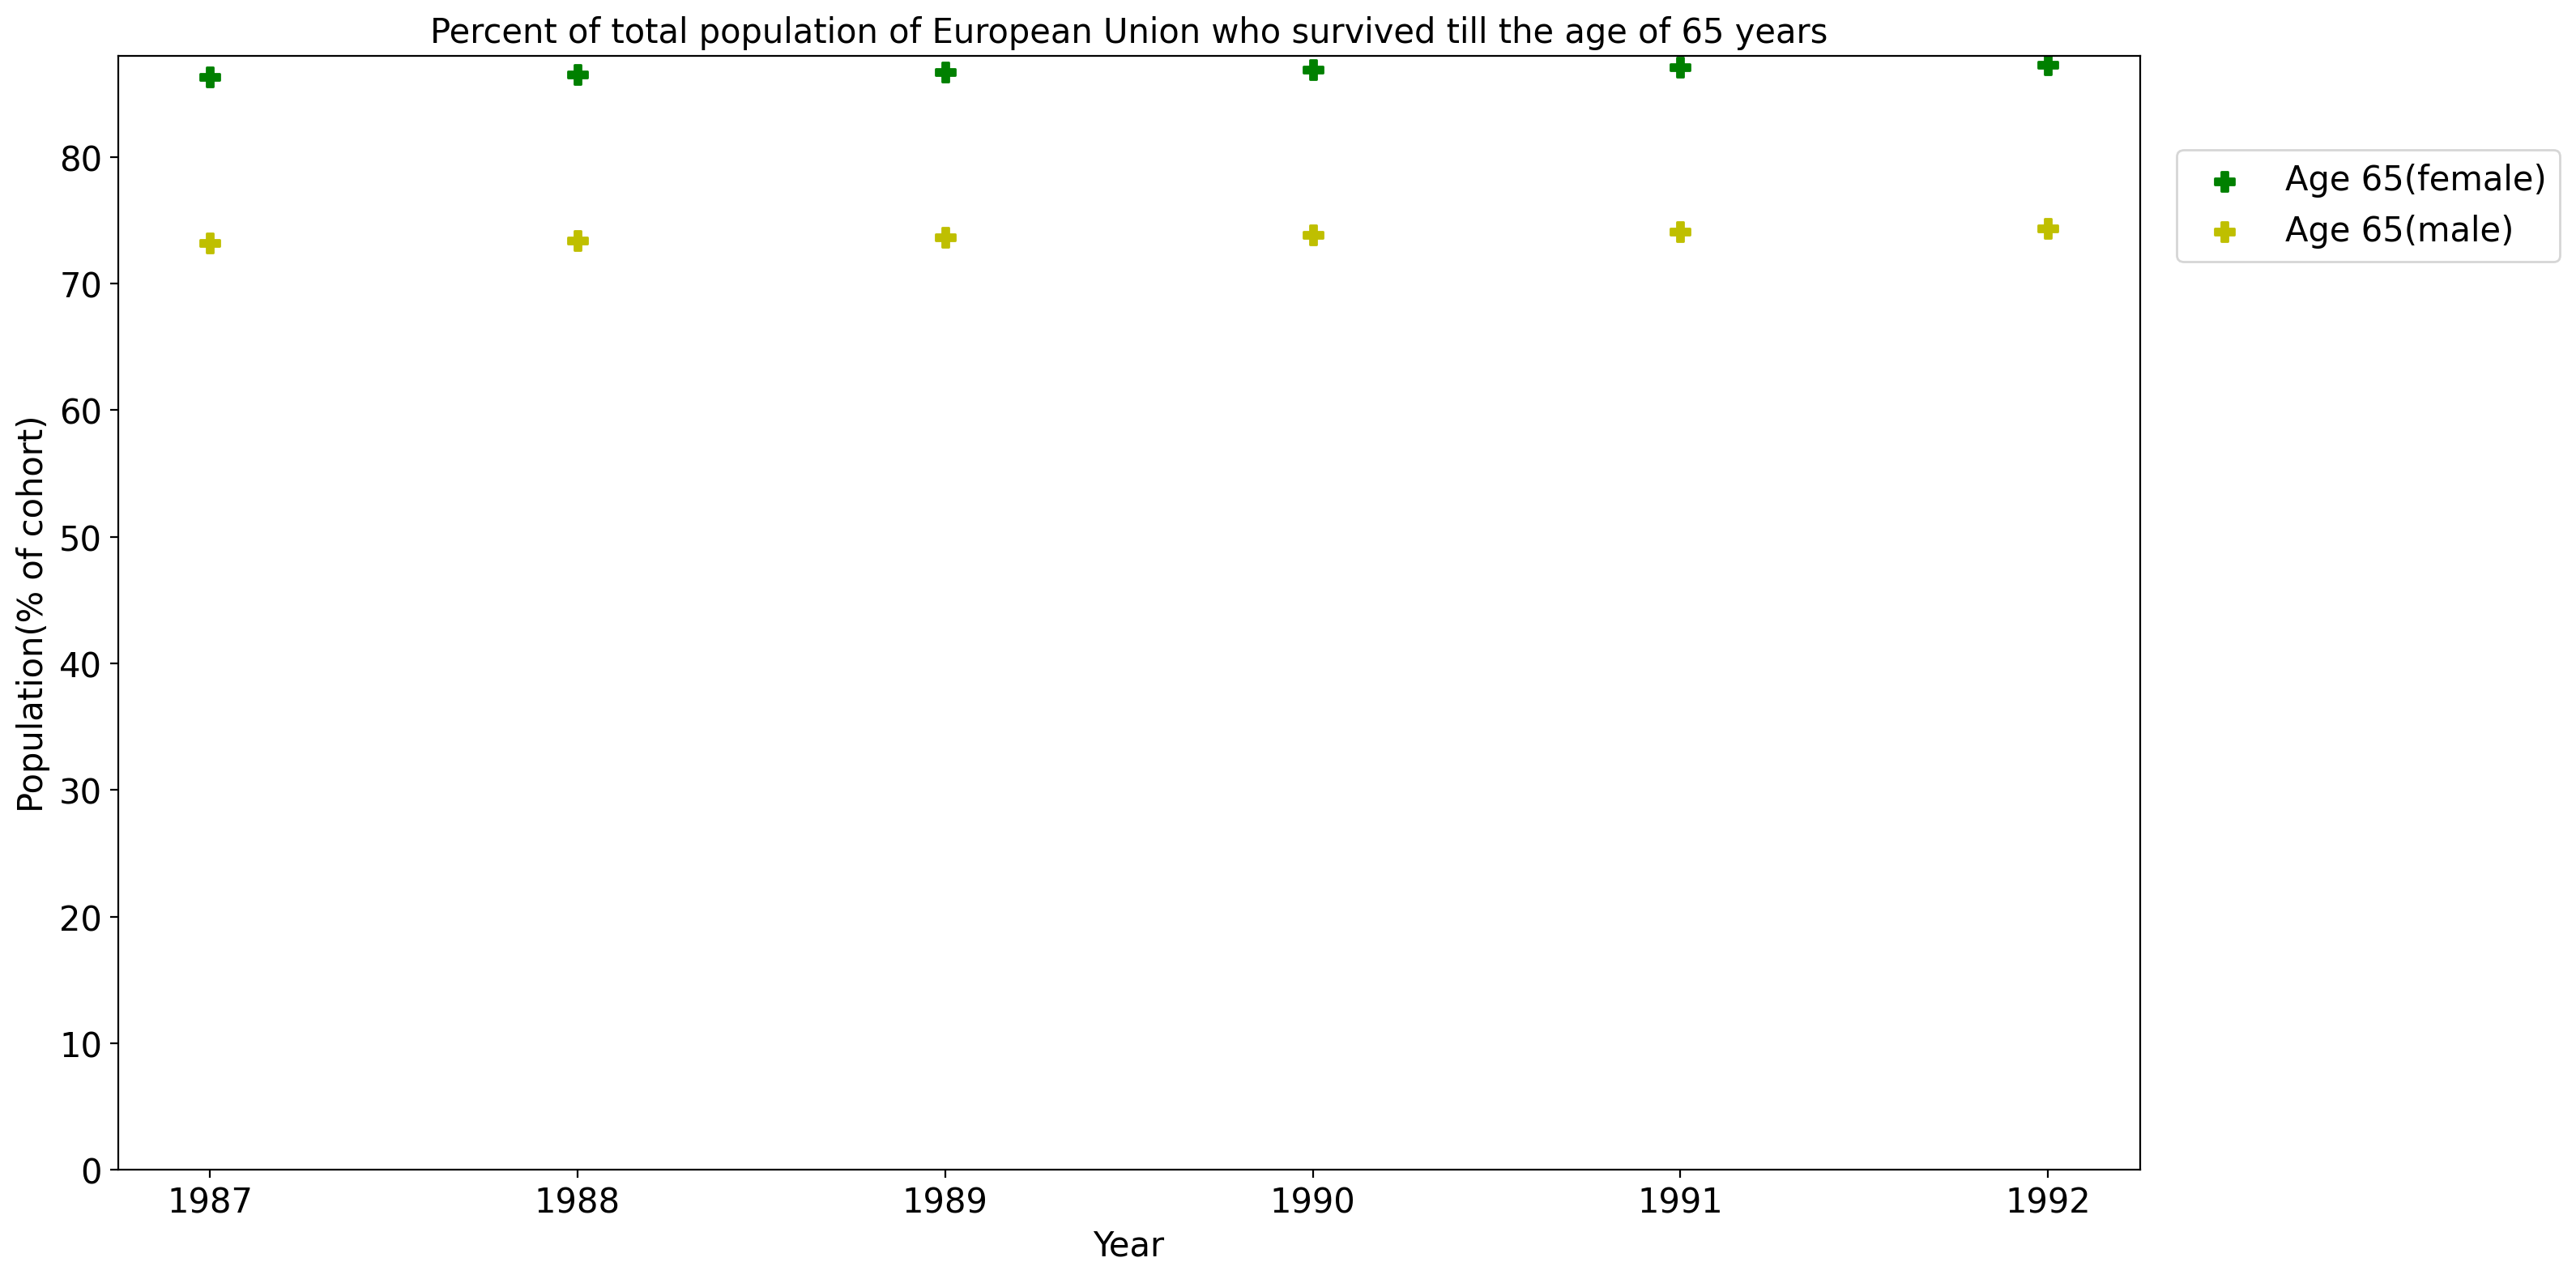 Percent of total population of European Union who survived till the age of 65 years
Population(% of cohort)
80
70
60
50
40
30
20
10
0
1987 1988 1989 1990 1991 1992
Year
Age 65(female)
Age 65(male)